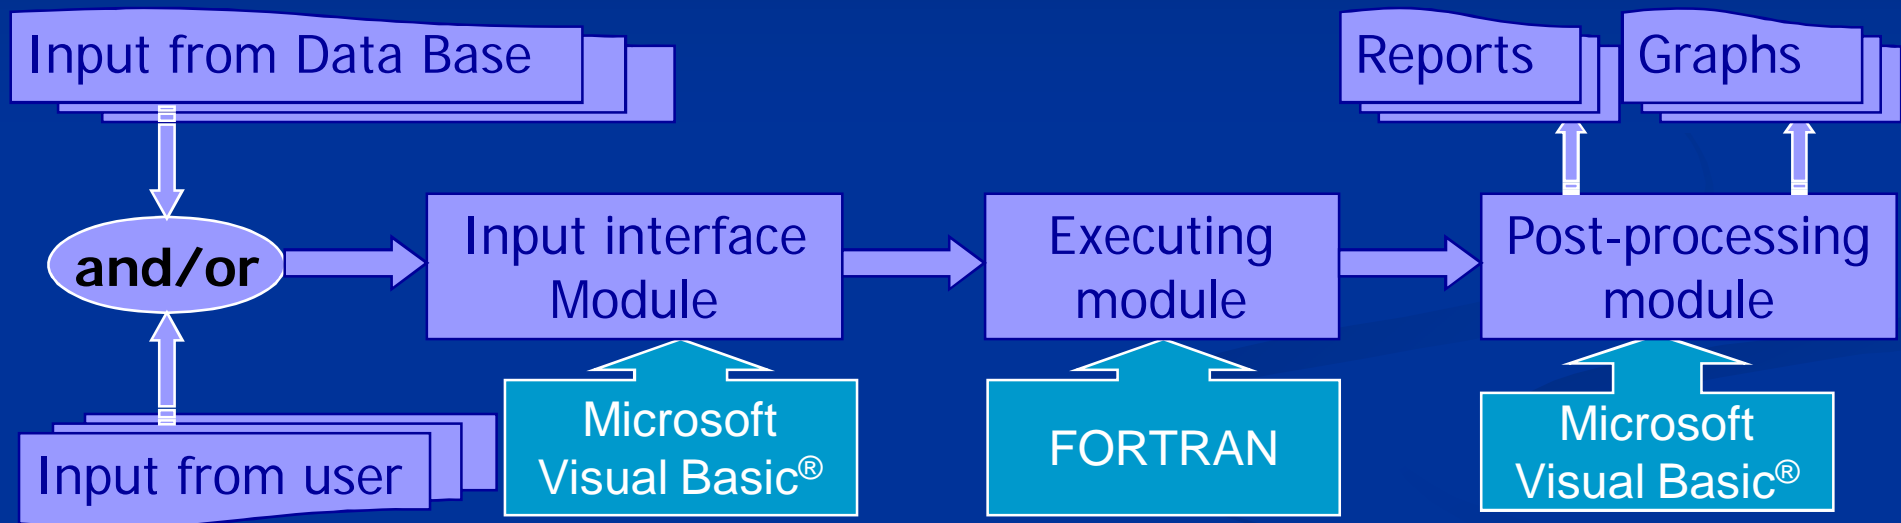 Input from Data Base
Reports
Graphs
and/or
Input interface
Module
Executing
module
Post-processing
module
Input from user
Microsoft
Visual Basic®
FORTRAN
Microsoft
Visual Basic®